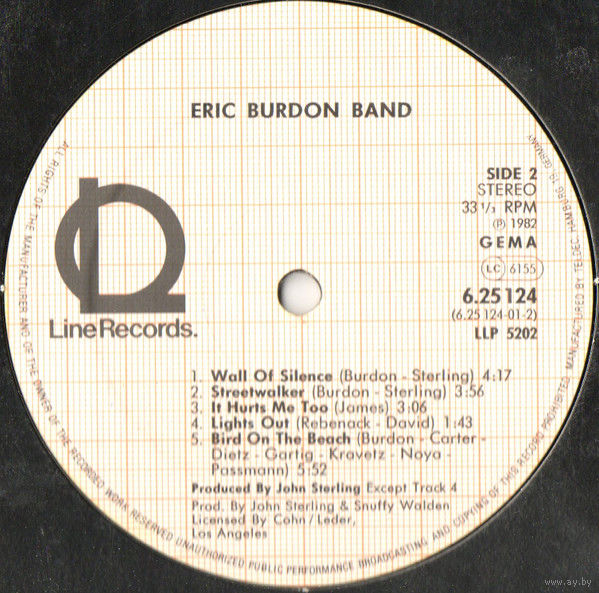 ERIC BURDON BAND
SIDE 2
STEREO
33 1/3 RPM
℗ 1982
GEMA
LC 6155
6.25124
(6.25 124-01-2)
LLP 5202
LineRecords.
1. Wall Of Silence (Burdon - Sterling) 4:17
2. Streetwalker (Burdon - Sterling) 3:56
3. It Hurts Me Too (James) 3:06
4. Lights Out (Rebenack - David) 1:43
5. Bird On The Beach (Burdon - Carter -
Dietz - Gartig - Kravetz - Noya -
Passmann) 5:52
Produced By John Sterling Except Track 4
Prod. By John Sterling & Snuffy Walden
Licensed By Cohn/Leder,
Los Angeles
ALL RIGHTS OF THE MANUFACTURER AND OF THE OWNER OF THE RECORDED WORK RESERVED UNAUTHORIZED PUBLIC PERFORMANCE BROADCASTING AND COPYING OF THIS RECORD PROHIBITED MANUFACTURED BY TELDEC, HAMBURG 19, GERMANY
www.ay.by